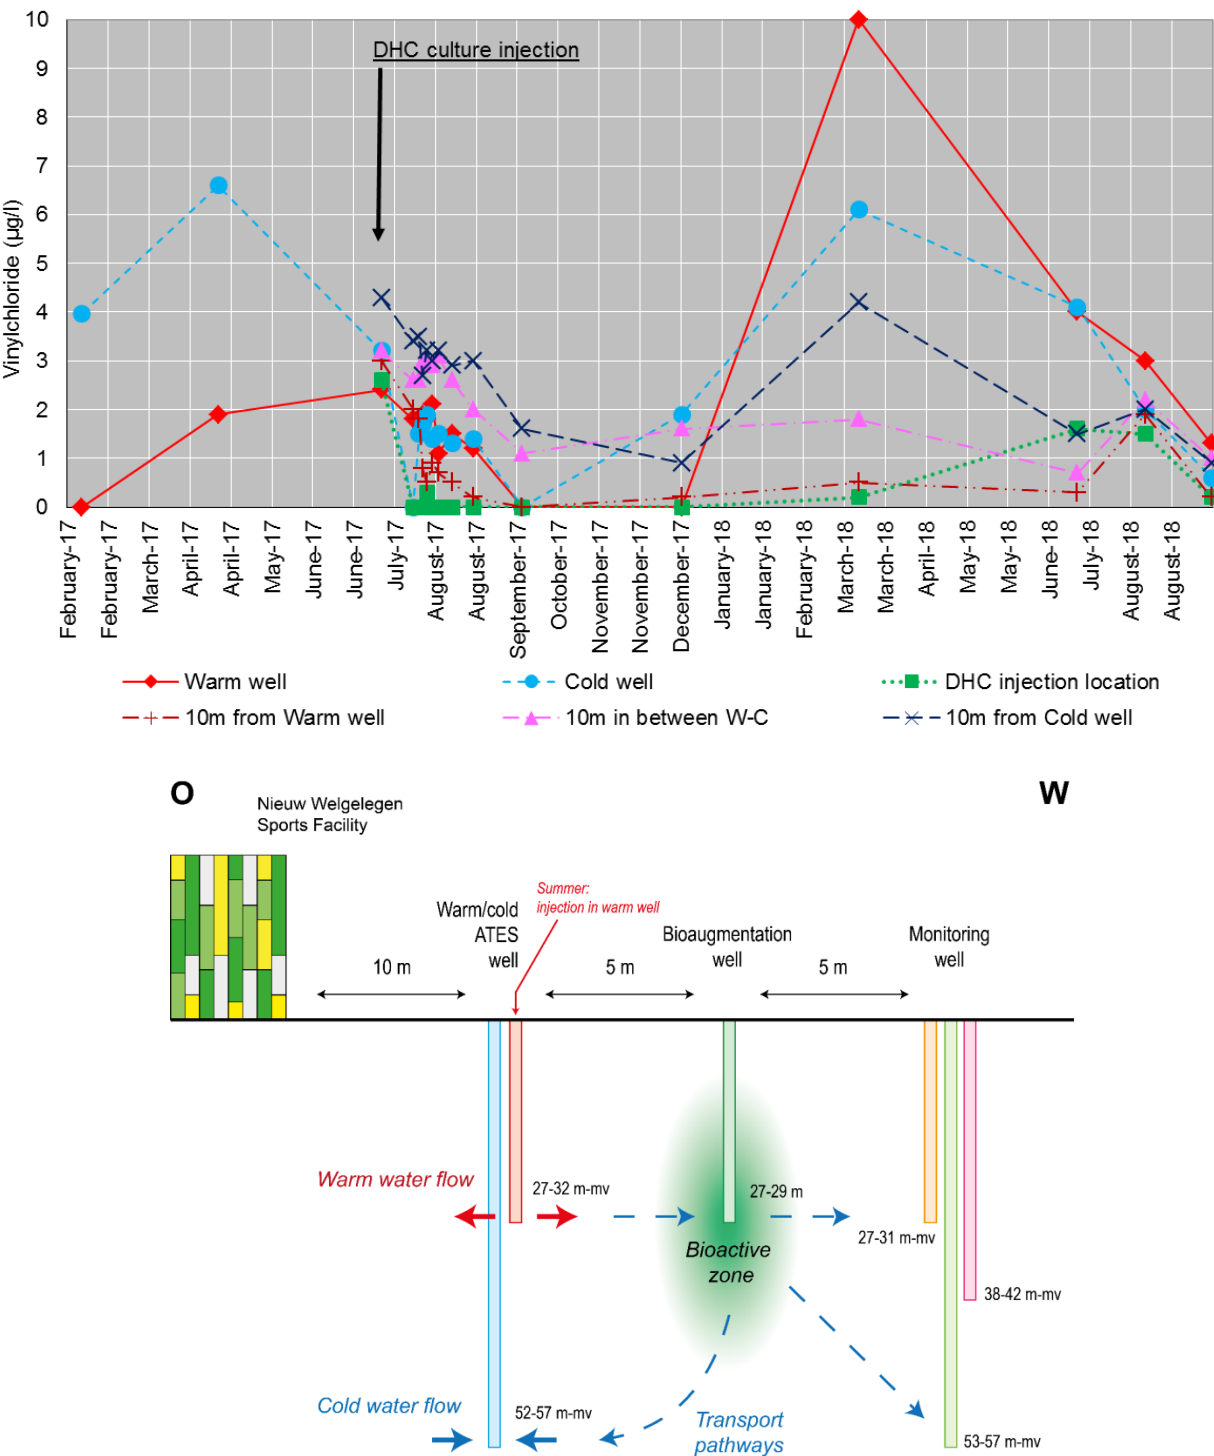 DHC culture injection
Vinylchloride (µg/l)
10
9
8
7
6
5
4
3
2
1
0
February-17
February-17
March-17
April-17
April-17
May-17
June-17
June-17
July-17
August-17
August-17
September-17
October-17
November-17
November-17
December-17
January-18
January-18
February-18
March-18
March-18
April-18
May-18
May-18
June-18
July-18
August-18
August-18
Warm well
Cold well
DHC injection location
10m from Warm well
10m in between W-C
10m from Cold well
O
W
Nieuw Welgelegen
Sports Facility
Summer:
injection in warm well
Warm/cold
ATES
well
Bioaugmentation
well
Monitoring
well
10 m
5 m
5 m
Warm water flow
27-32 m-mv
27-29 m
27-31 m-mv
Bioactive
zone
38-42 m-mv
Cold water flow
52-57 m-mv
Transport
pathways
53-57 m-mv